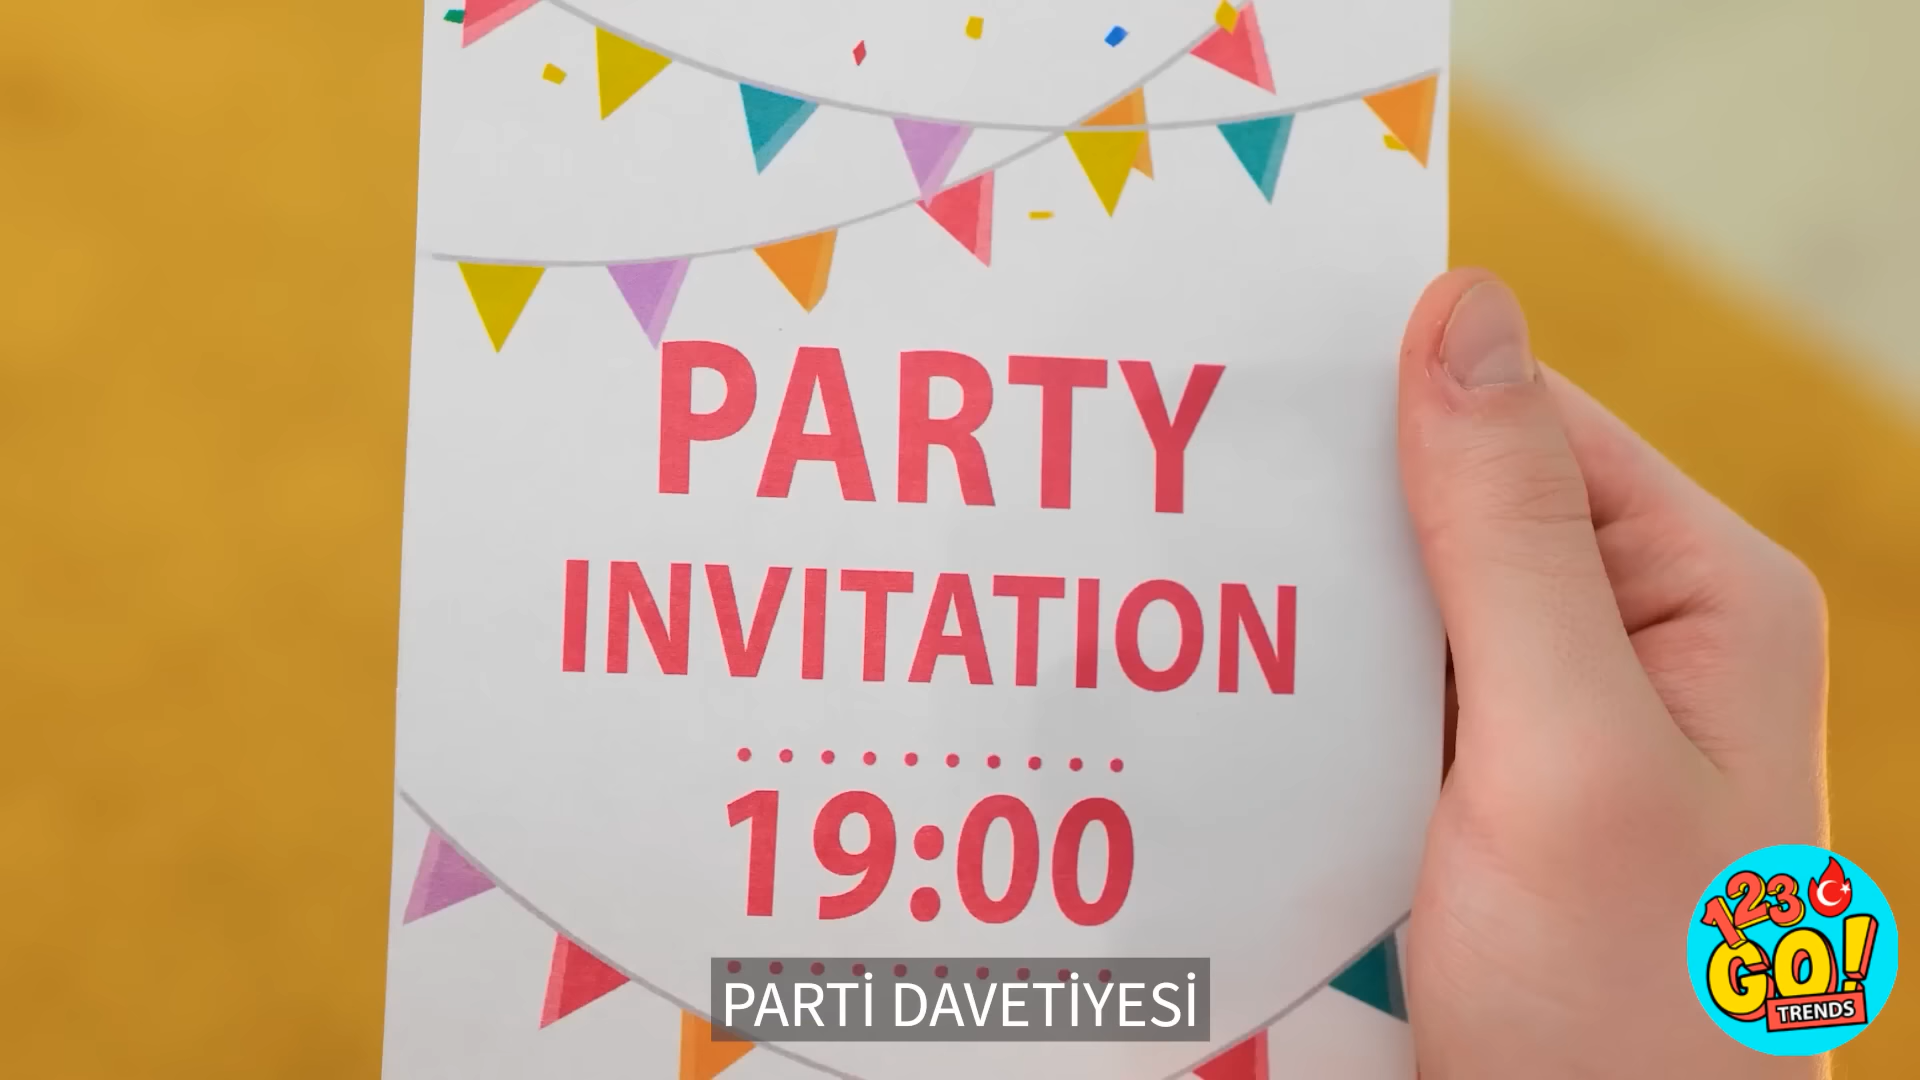 PARTY
INVITATION
19:00
PARTİ DAVETİYESİ
123
GO!
TRENDS